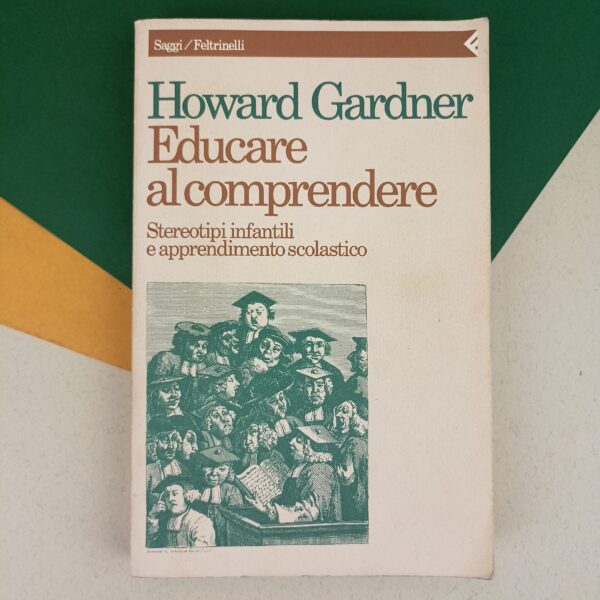 Saggi/Feltrinelli
Howard Gardner
Educare
al comprendere
Stereotipi infantili
e apprendimento scolastico